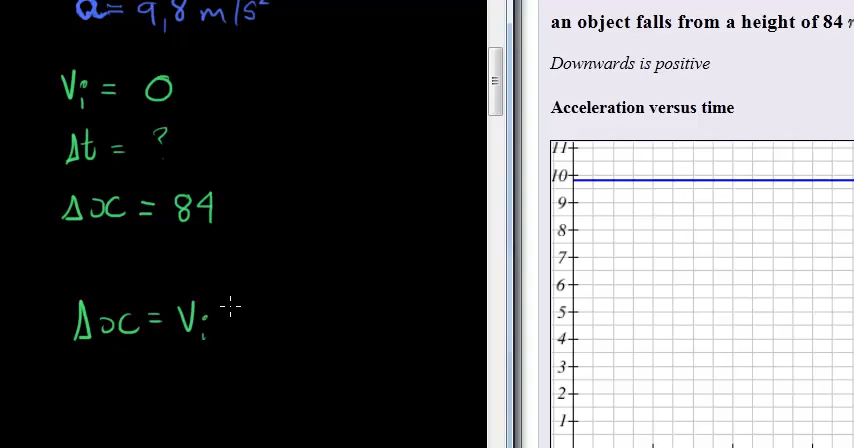 a = 9,8 m/s²
Vi = 0
Δt = ?
Δx = 84
Δx = Vi
an object falls from a height of 84
Downwards is positive
Acceleration versus time
11
10
9
8
7
6
5
4
3
2
1